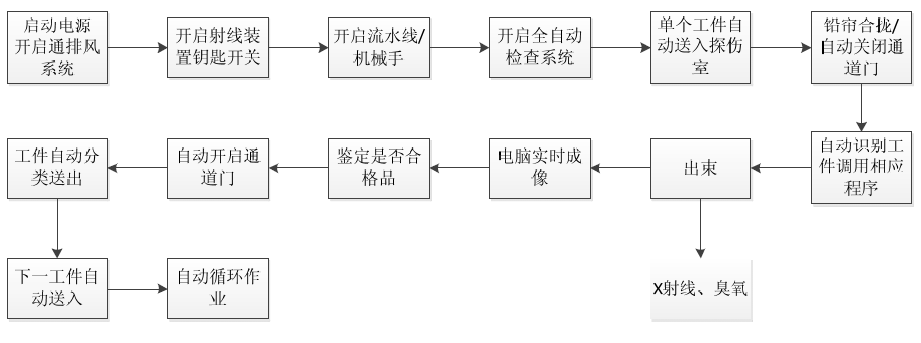 启动电源
开启通排风
系统
开启射线装
置钥匙开关
开启流水线/
机械手
开启全自动
检查系统
单个工件自
动送入探伤
室
铅帘合拢/
自动关闭通
道门
自动识别工
件调用相应
程序
出束
X射线、臭氧
电脑实时成
像
鉴定是否合
格品
自动开启通
道门
工件自动分
类送出
下一工件自
动送入
自动循环作
业